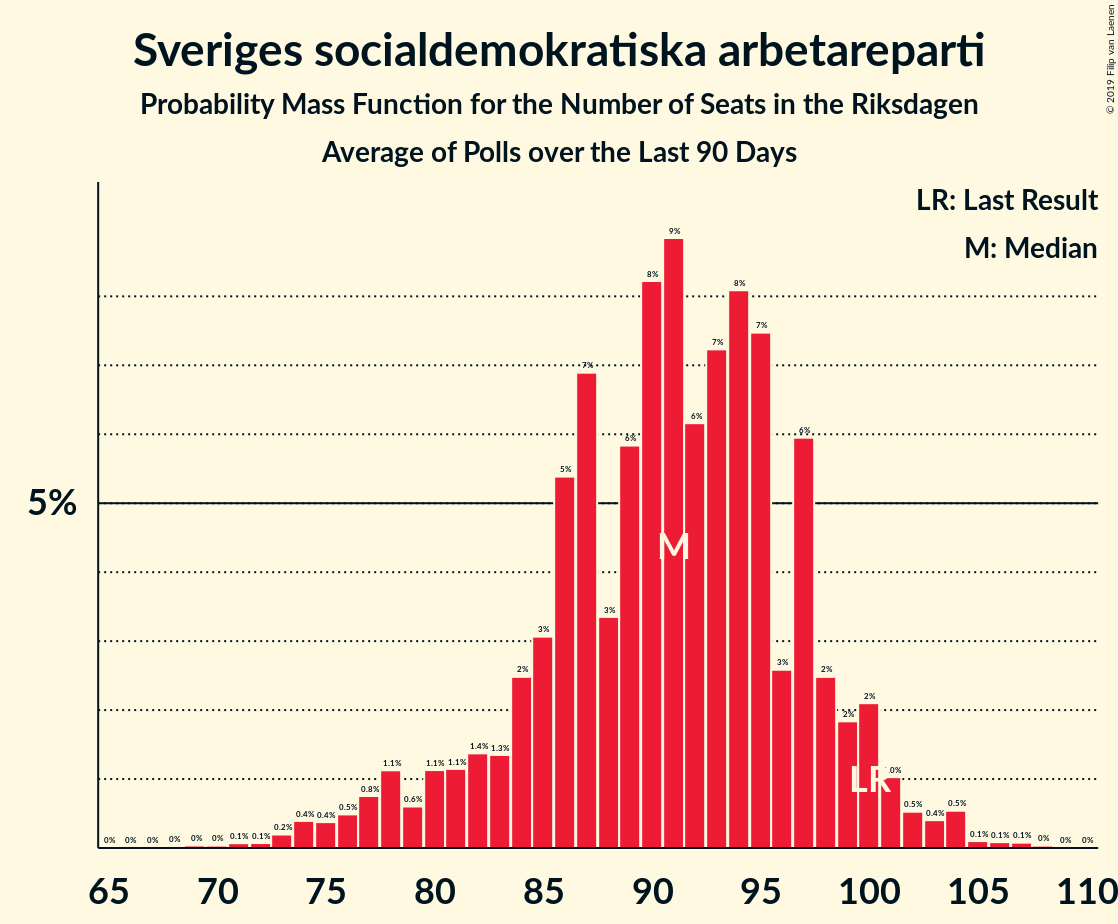 Sveriges socialdemokratiska arbetareparti
Probability Mass Function for the Number of Seats in the Riksdagen
Average of Polls over the Last 90 Days
© 2019 Filip van Laenen
LR: Last Result
M: Median
5%
0% 0% 0% 0% 0% 0% 0.1% 0.1% 0.2% 0.4% 0.4% 0.5% 0.8% 1.1% 0.6% 1.1% 1.1% 1.4% 1.3% 2% 3% 5% 7% 3% 6% 8% 9% 6% 7% 8% 7% 3% 6% 2% 2% 2% .0% 0.5% 0.4% 0.5% 0.1% 0.1% 0.1% 0% 0% 0%
M
LR
65 70 75 80 85 90 95 100 105 110